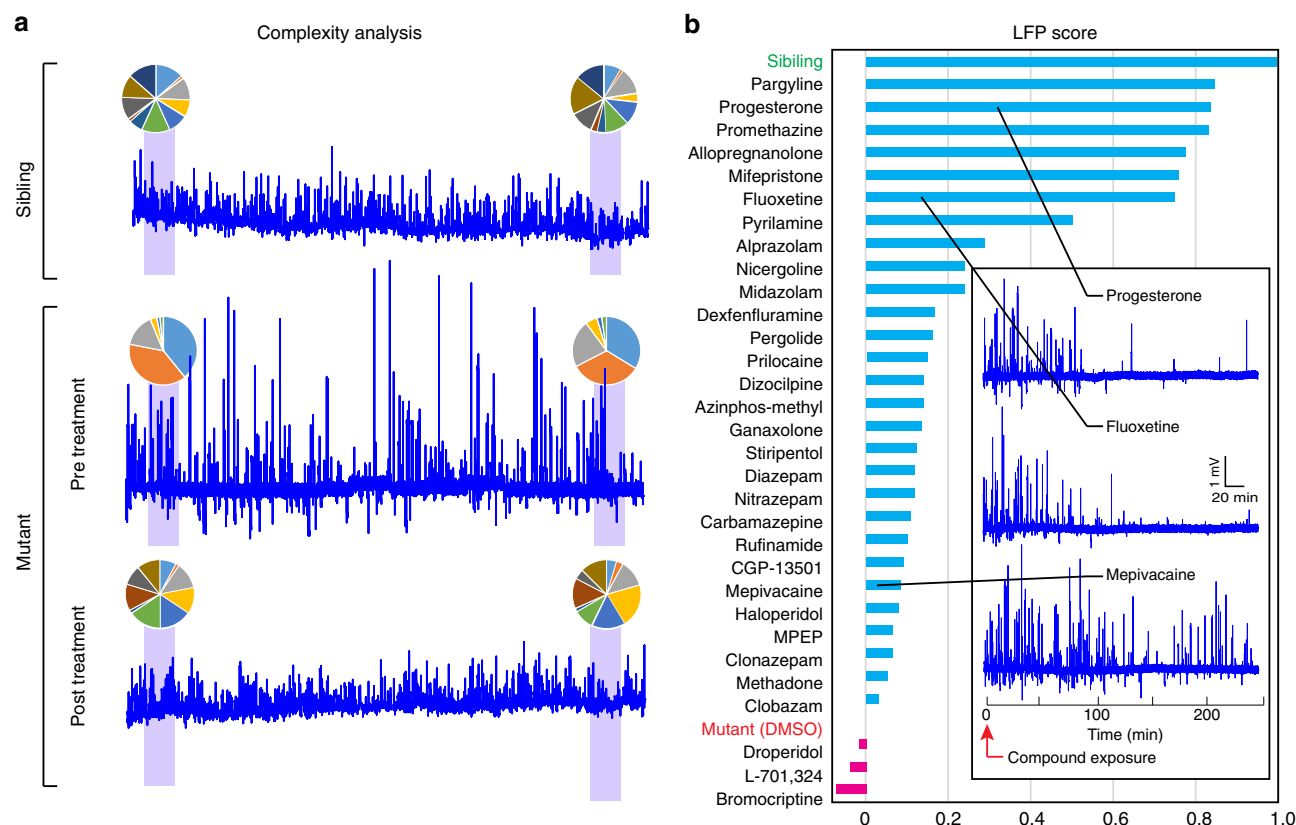 a
Complexity analysis
Sibling
Mutant
Pre treatment
Post treatment
b
LFP score
Sibiling
Pargyline
Progesterone
Promethazine
Allopregnanolone
Mifepristone
Fluoxetine
Pyrilamine
Alprazolam
Nicergoline
Midazolam
Dexfenfluramine
Pergolide
Prilocaine
Dizocilpine
Azinphos-methyl
Ganaxolone
Stiripentol
Diazepam
Nitrazepam
Carbamazepine
Rufinamide
CGP-13501
Mepivacaine
Haloperidol
MPEP
Clonazepam
Methadone
Clobazam
Mutant (DMSO)
Droperidol
L-701,324
Bromocriptine
0 0.2 0.4 0.6 0.8 1.0
Progesterone
Fluoxetine
1 mV
20 min
Mepivacaine
0 100 200
Time (min)
Compound exposure